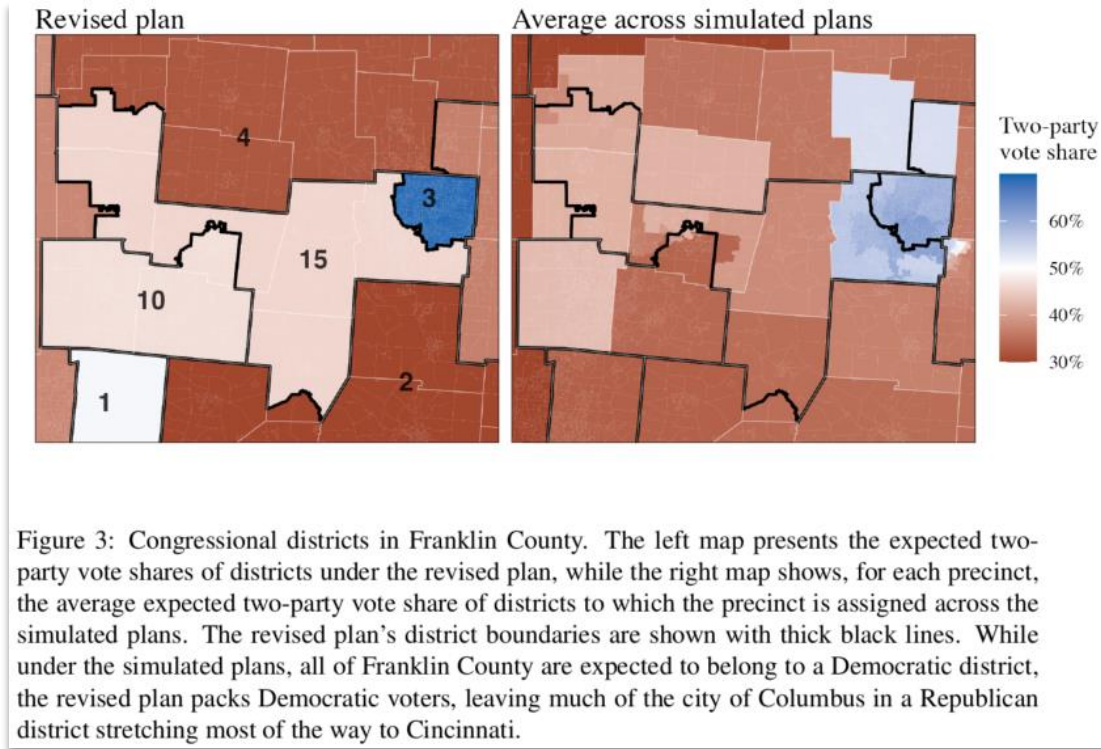 Revised plan
Average across simulated plans
4
3
15
10
1
2
Two-party
vote share
60%
50%
40%
30%
Figure 3: Congressional districts in Franklin County. The left map presents the expected two-
party vote shares of districts under the revised plan, while the right map shows, for each precinct,
the average expected two-party vote share of districts to which the precinct is assigned across the
simulated plans. The revised plan's district boundaries are shown with thick black lines. While
under the simulated plans, all of Franklin County are expected to belong to a Democratic district,
the revised plan packs Democratic voters, leaving much of the city of Columbus in a Republican
district stretching most of the way to Cincinnati.